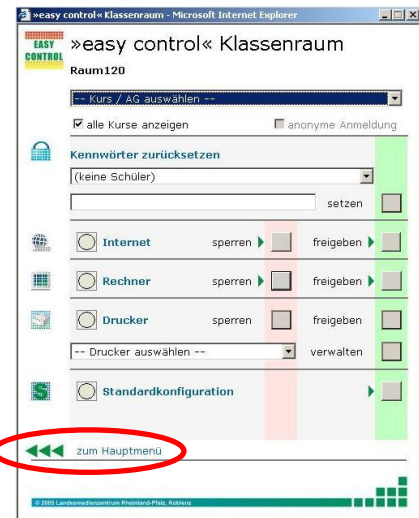 »easy control« Klassenraum - Microsoft Internet Explorer
EASY
CONTROL
»easy control« Klassenraum
Raum120
-- Kurs / AG auswählen --
alle Kurse anzeigen anonyme Anmeldung
Kennwörter zurücksetzen
(keine Schüler)
setzen
Internet sperren freigeben
Rechner sperren freigeben
Drucker sperren freigeben
-- Drucker auswählen -- verwalten
$ Standardkonfiguration
zum Hauptmenü
© 2005 Landesmedienzentrum Rheinland-Pfalz, Koblenz